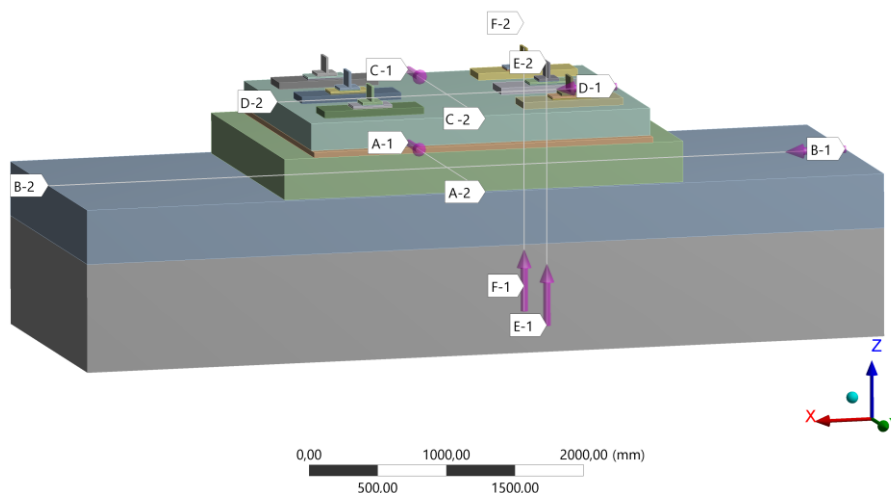 F-2
C-1
E-2
D-2
D-1
C-2
A-1
B-1
B-2
A-2
F-1
E-1
Z
X
0,00 1000,00 2000,00 (mm)
500.00 1500.00